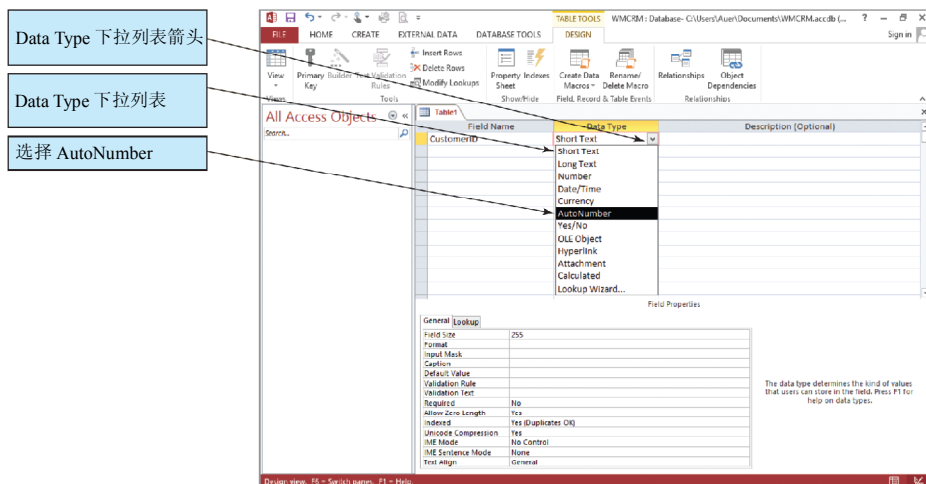 Data Type 下拉列表箭头
Data Type 下拉列表
选择 AutoNumber
TABLE TOOLS
WMCRM : Database- C:\Users\Auer\Documents\WMCRM.accdb (...
FILE HOME CREATE EXTERNAL DATA DATABASE TOOLS DESIGN
Sign in
View
Views
Primary Key
Builder
Test Validation Rules
Insert Rows
Delete Rows
Modify Lookups
Tools
Property Sheet
Indexes
Show/Hide
Create Data Macros
Rename/ Delete Macro
Field, Record & Table Events
Relationships
Object Dependencies
Relationships
All Access Objects
Search...
Table1
Field Name Data Type Description (Optional)
CustomerID Short Text
Short Text
Long Text
Number
Date/Time
Currency
AutoNumber
Yes/No
OLE Object
Hyperlink
Attachment
Calculated
Lookup Wizard...
Field Properties
General Lookup
Field Size 255
Format
Input Mask
Caption
Default Value
Validation Rule
Validation Text
Required No
Allow Zero Length Yes
Indexed Yes (Duplicates OK)
Unicode Compression Yes
IME Mode No Control
IME Sentence Mode None
Text Align General
The data type determines the kind of values
that users can store in the field. Press F1 for
help on data types.
Design view. F6 = Switch panes. F1 = Help.